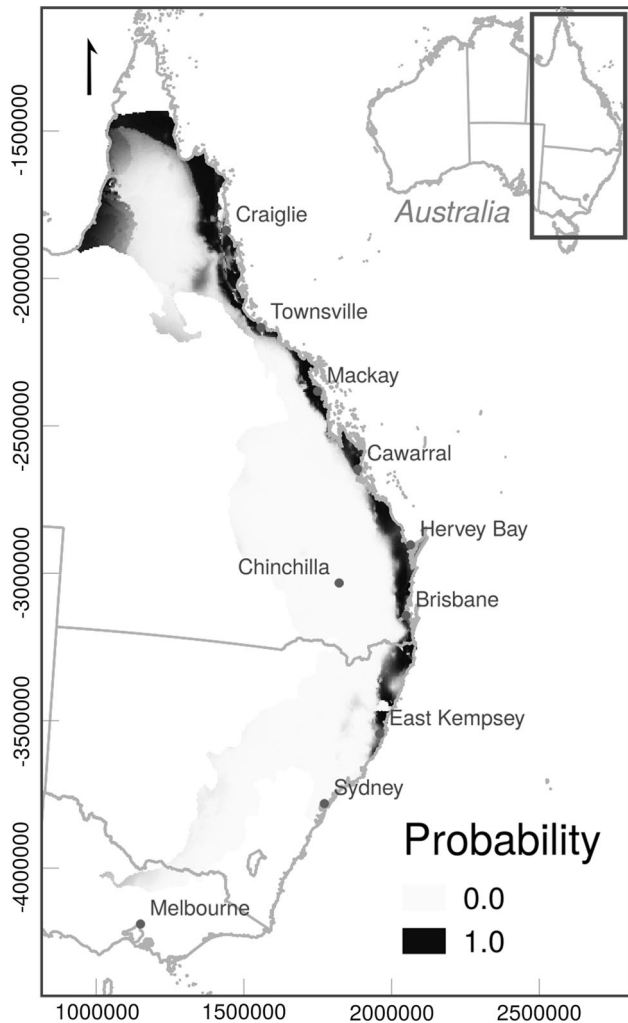 Australia
Craiglie
Townsville
Mackay
Cawarral
Hervey Bay
Chinchilla
Brisbane
East Kempsey
Sydney
Melbourne
Probability
0.0
1.0
-1500000
-2000000
-2500000
-3000000
-3500000
-4000000
1000000 1500000 2000000 2500000